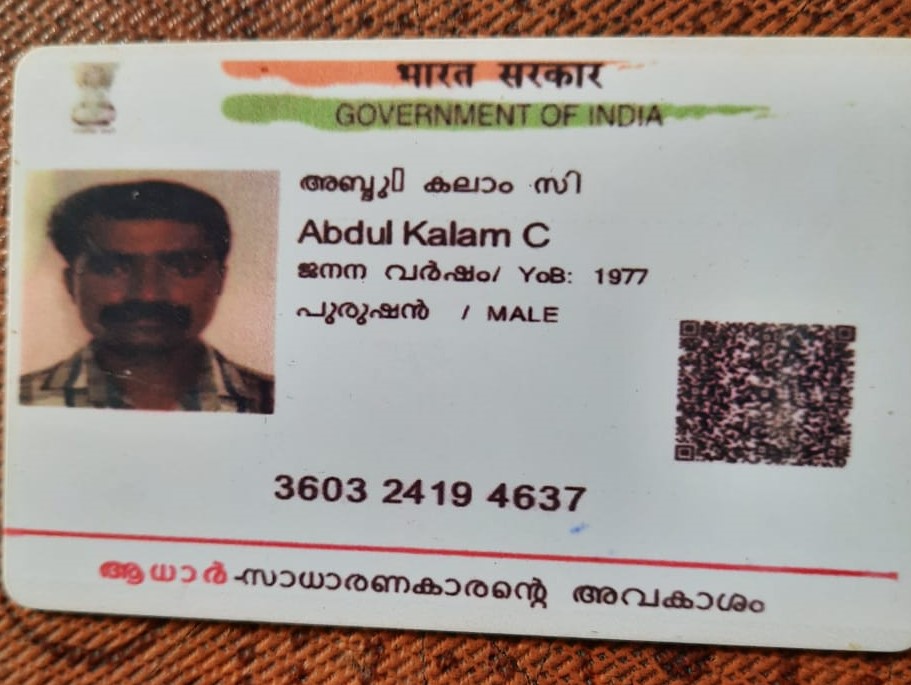 भारत सरकार
GOVERNMENT OF INDIA
അബ്ദു കലാം സി
Abdul Kalam C
ജനന വർഷം/ YoB: 1977
പുരുഷൻ / MALE
3603 2419 4637
ആധാർ-സാധാരണകാരന്റെ അവകാശം